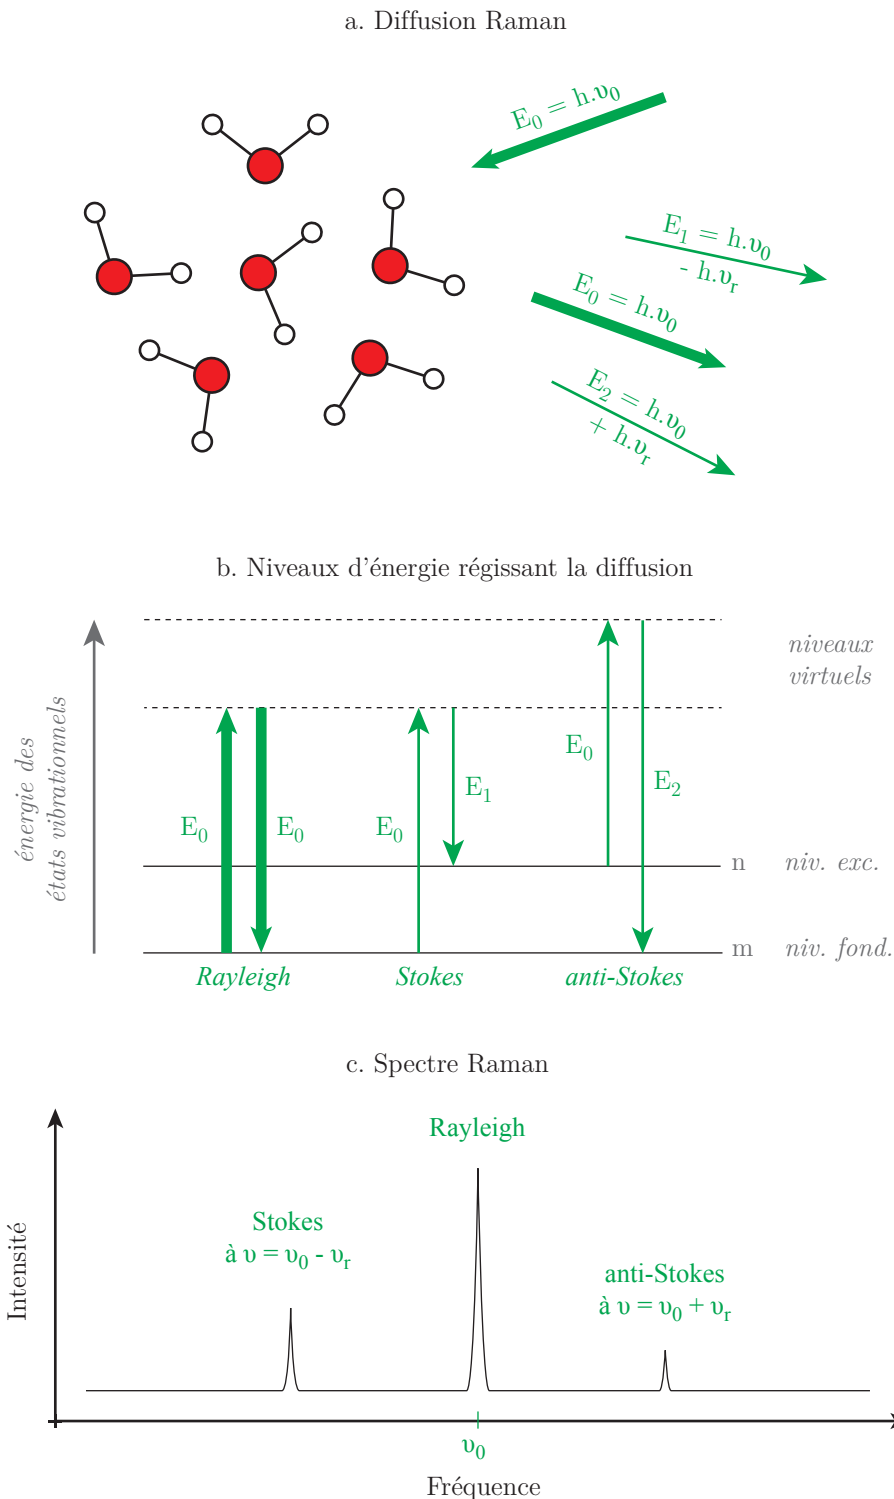 a. Diffusion Raman
E₀ = h.υ₀
E₁ = h.υ₀
- h.υᵣ
E₀ = h.υ₀
E₂ = h.υ₀
+ h.υᵣ
b. Niveaux d'énergie régissant la diffusion
énergie des
états vibrationnels
niveaux
virtuels
E₀
E₀
E₀
E₁
E₀
E₂
n niv. exc.
m niv. fond.
Rayleigh
Stokes
anti-Stokes
c. Spectre Raman
Intensité
Rayleigh
Stokes
à υ = υ₀ - υᵣ
anti-Stokes
à υ = υ₀ + υᵣ
υ₀
Fréquence